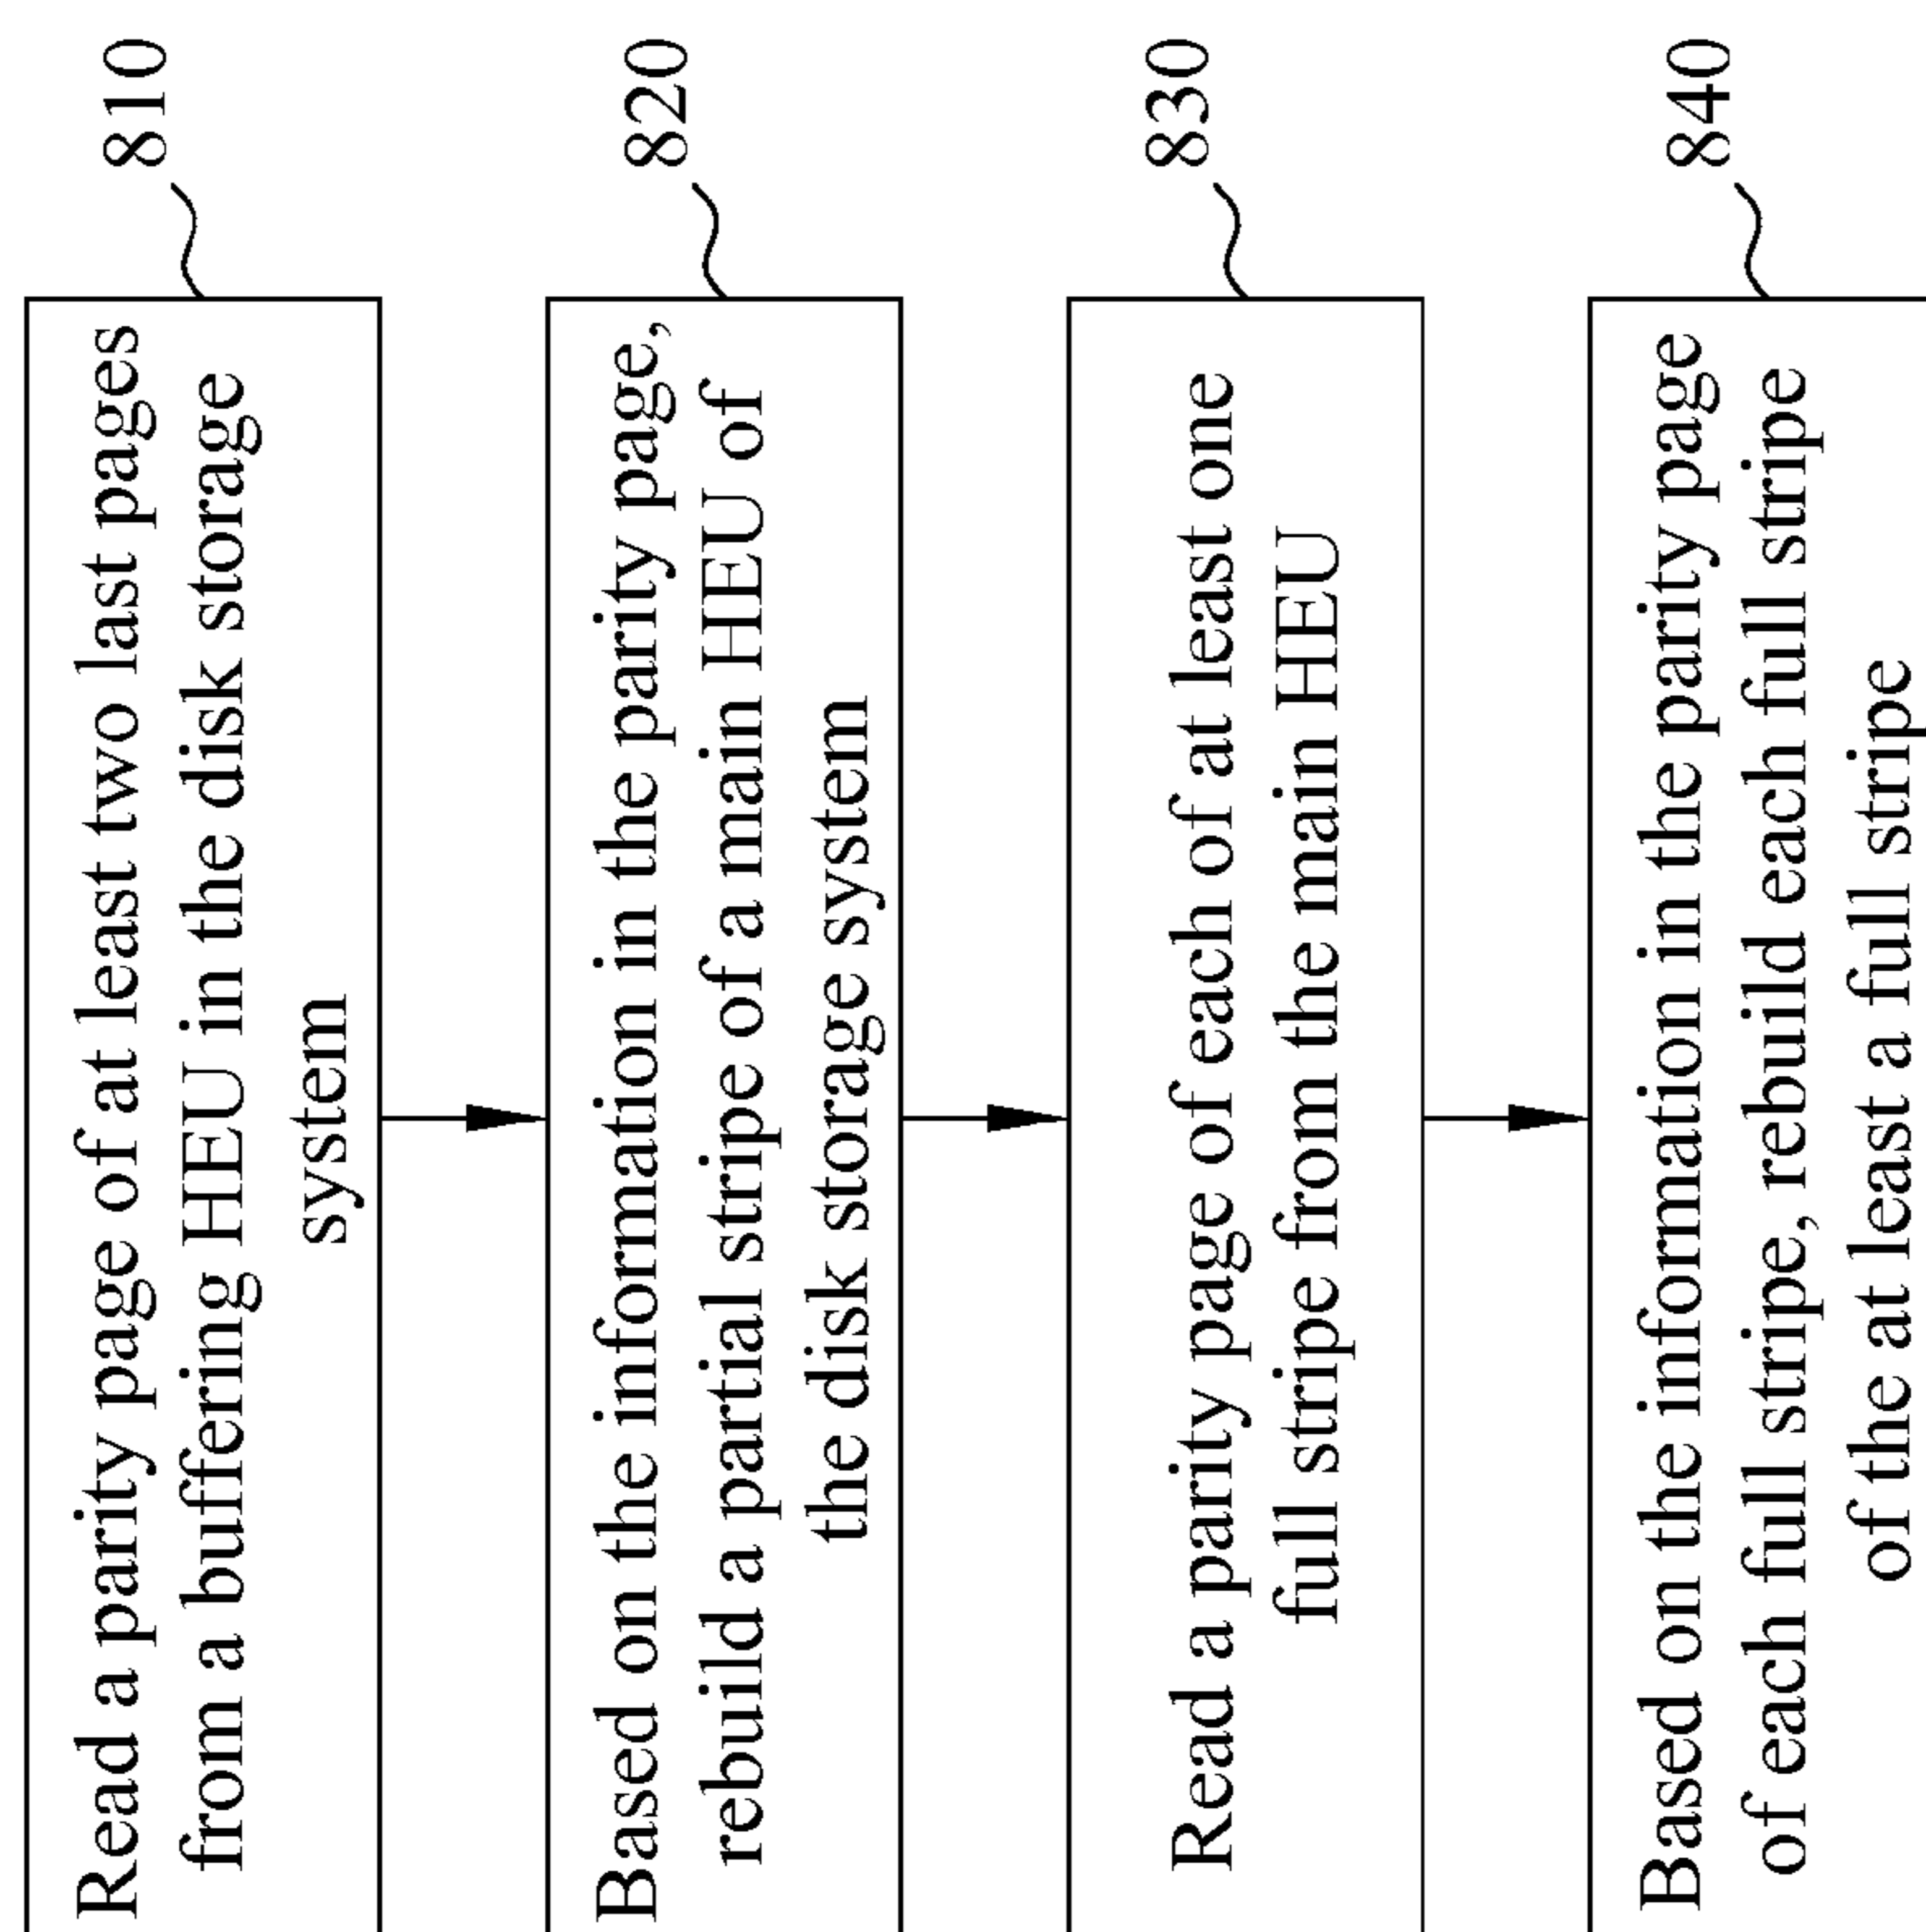 Read a parity page of at least two last pages
from a buffering HEU in the disk storage
system
810
Based on the information in the parity page,
rebuild a partial stripe of a main HEU of
the disk storage system
820
Read a parity page of each of at least one
full stripe from the main HEU
830
Based on the information in the parity page
of each full stripe, rebuild each full stripe
of the at least a full stripe
840